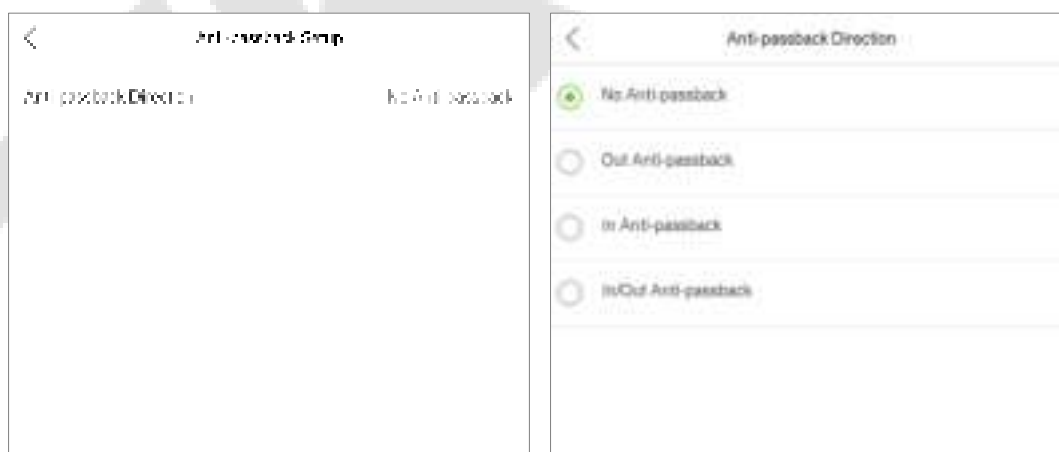 Anti-passback Setup
Anti-passback Direction No Anti-passback
Anti-passback Direction
No Anti-passback
Out Anti-passback
In Anti-passback
In/Out Anti-passback